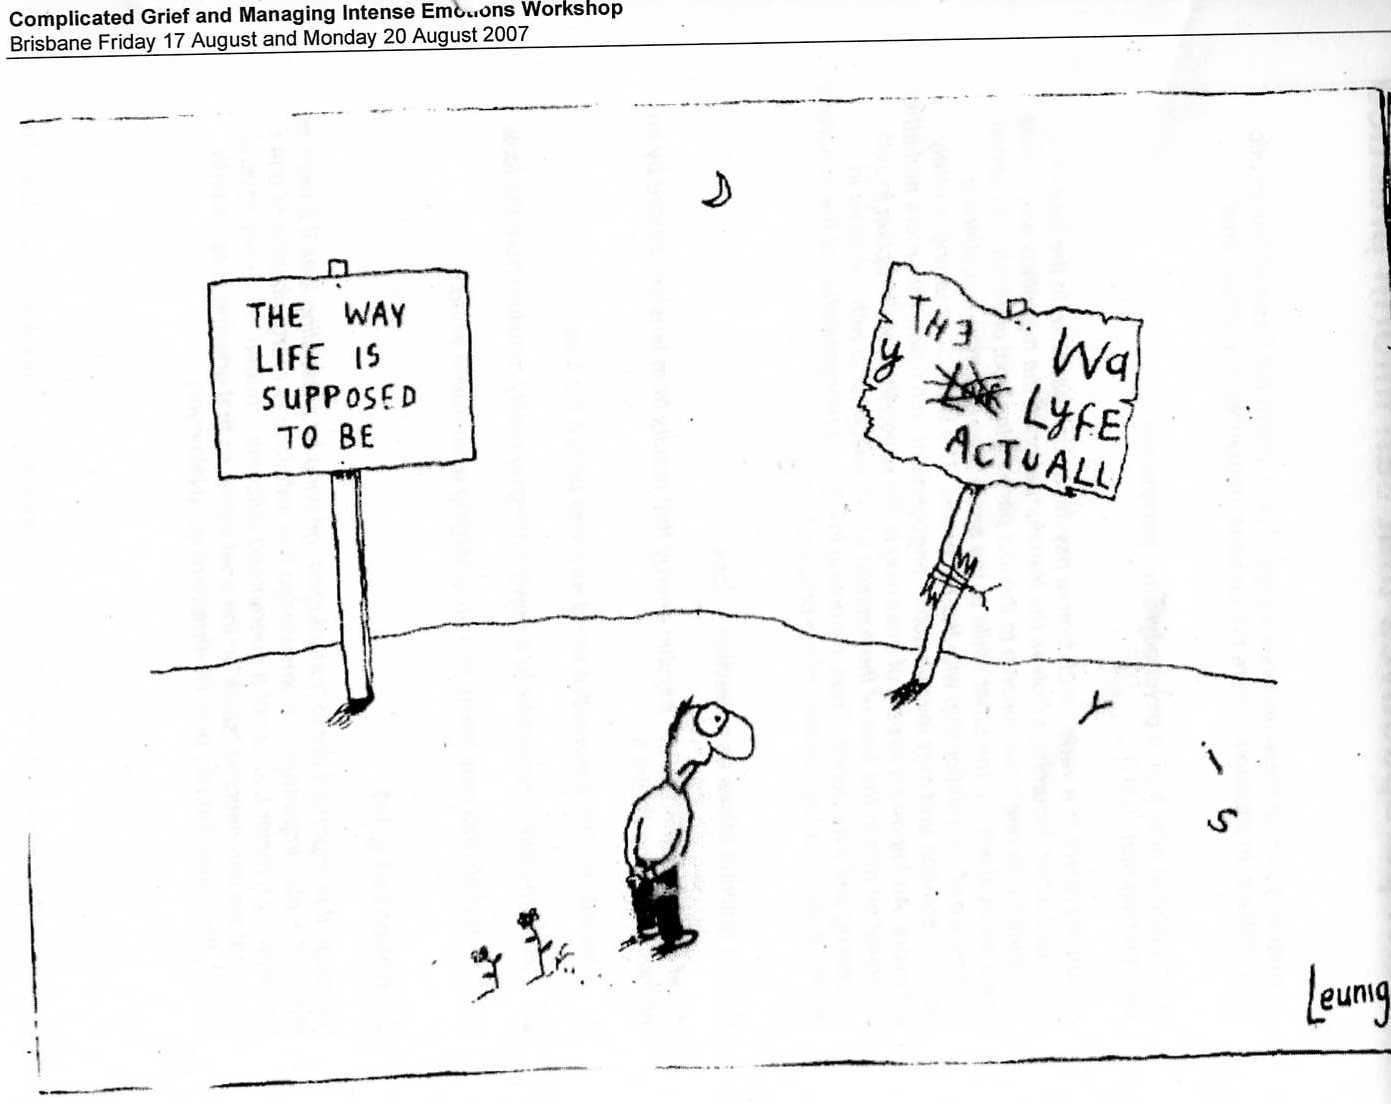 Complicated Grief and Managing Intense Emotions Workshop
Brisbane Friday 17 August and Monday 20 August 2007
THE WAY
LIFE IS
SUPPOSED
TO BE
THE Wa
y
LYFE
ACTUALL
Y
i
S
Leunig